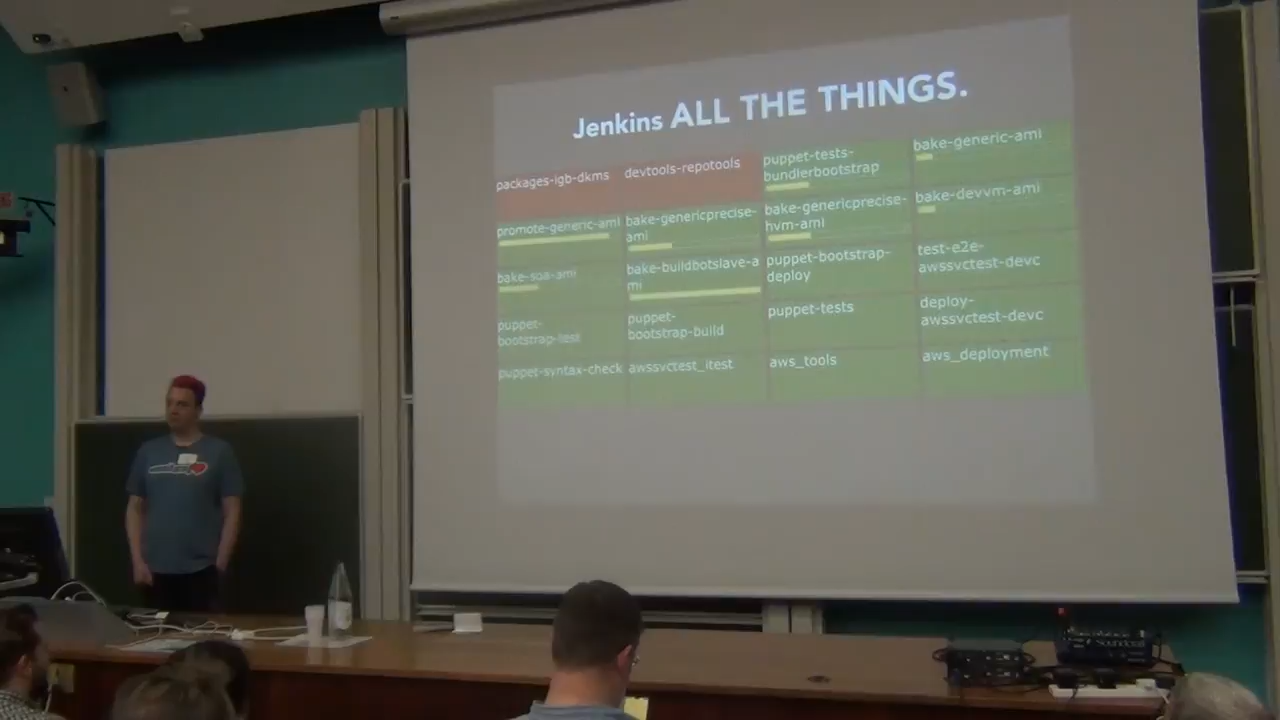 Jenkins ALL THE THINGS.
packages-igb-dkms
devtools-repotools
puppet-tests-
bundlerbootstrap
bake-generic-ami
promote-generic-ami
bake-genericprecise-
ami
bake-genericprecise-
hvm-ami
bake-devvm-ami
bake-soa-ami
bake-buildbotslave-a
mi
puppet-bootstrap-
deploy
test-e2e-
awssvctest-devc
puppet-
bootstrap-test
puppet-
bootstrap-build
puppet-tests
deploy-
awssvctest-devc
puppet-syntax-check
awssvctest_itest
aws_tools
aws_deployment